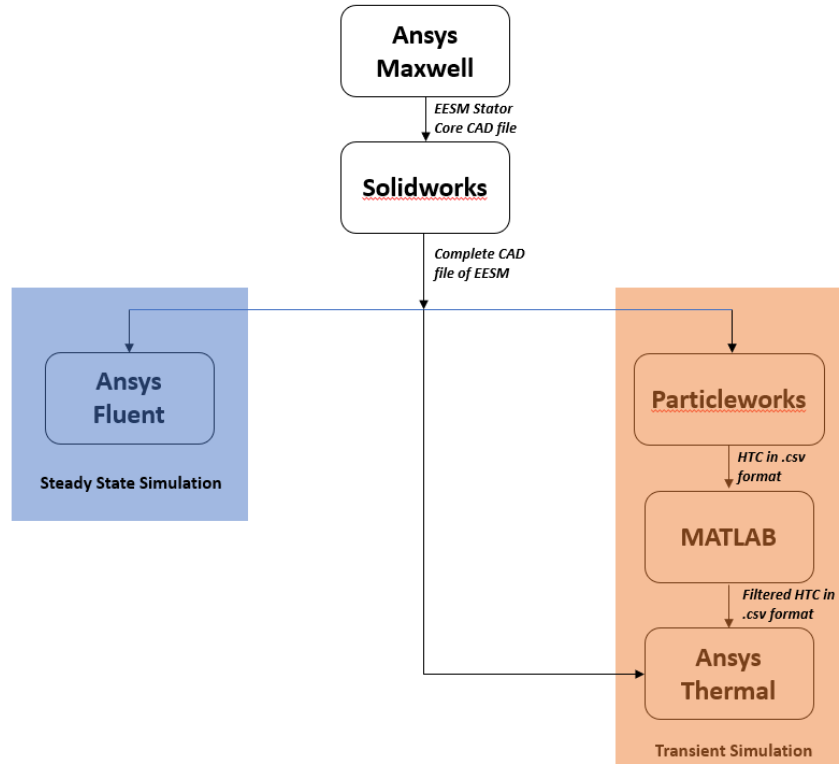 Ansys
Maxwell
EESM Stator
Core CAD file
Solidworks
Complete CAD
file of EESM
Ansys
Fluent
Steady State Simulation
Particleworks
HTC in .csv
format
MATLAB
Filtered HTC in
.csv format
Ansys
Thermal
Transient Simulation